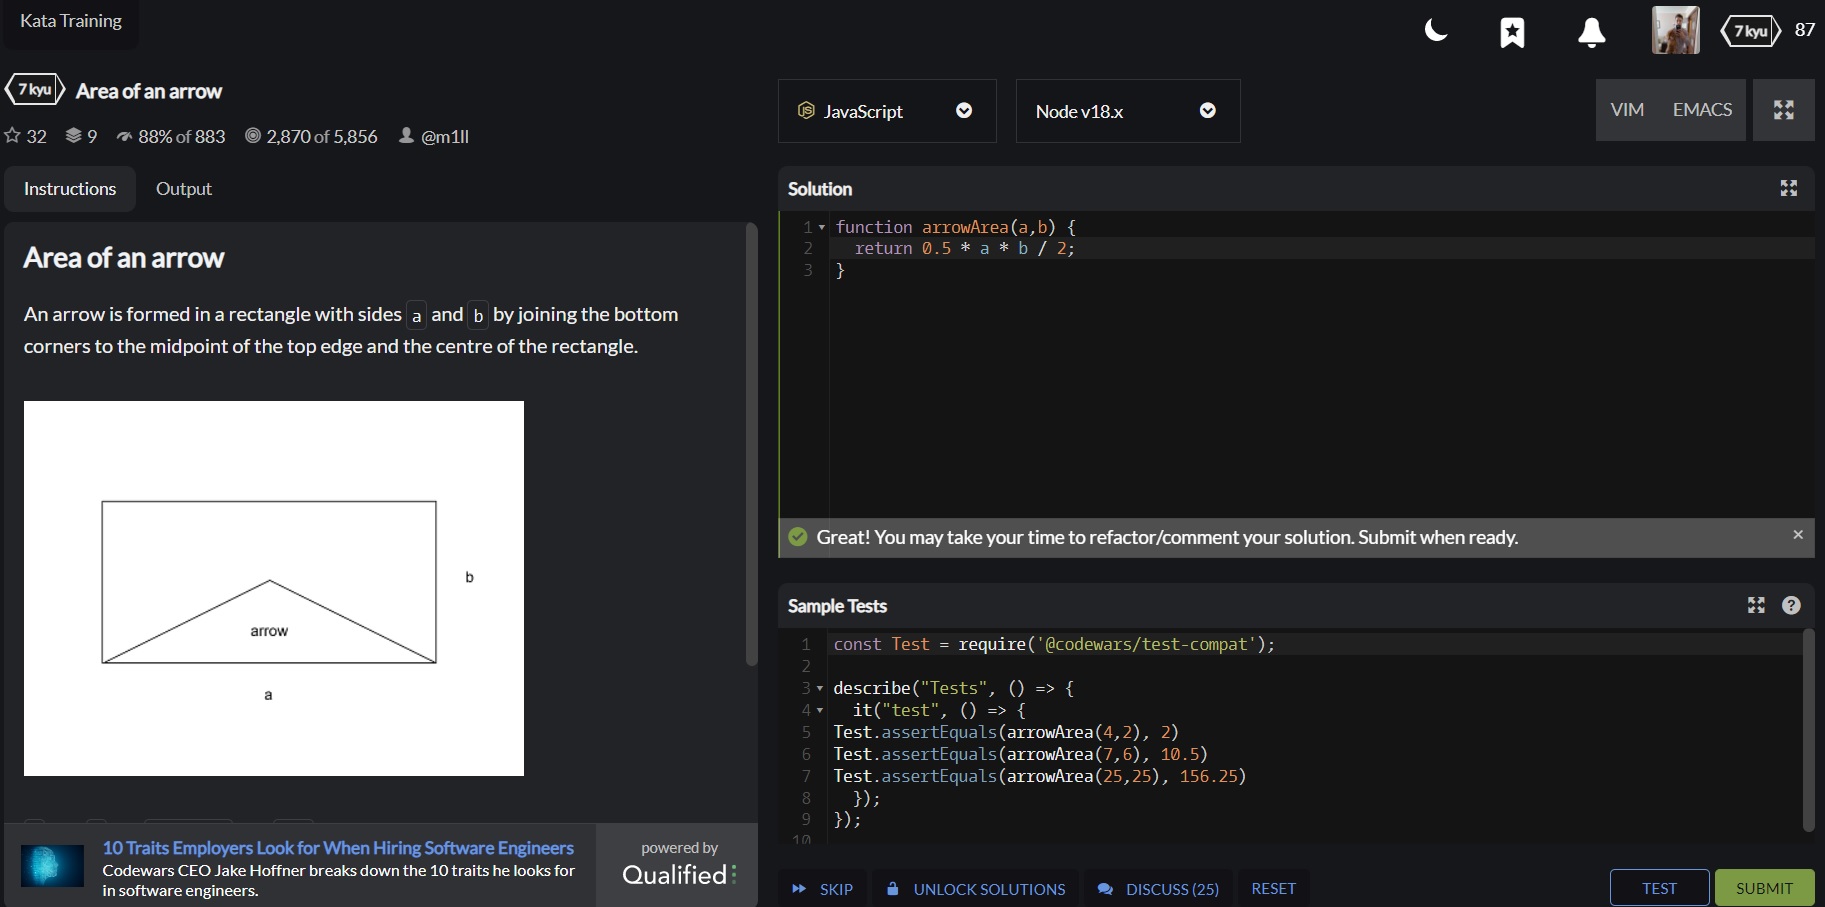 Kata Training
7 kyu
87
7 kyu Area of an arrow
32 9 88% of 883 2,870 of 5,856 @m1ll
JS JavaScript
Node v18.x
VIM EMACS
Instructions Output
Area of an arrow
An arrow is formed in a rectangle with sides a and b by joining the bottom
corners to the midpoint of the top edge and the centre of the rectangle.
b
arrow
a
10 Traits Employers Look for When Hiring Software Engineers
Codewars CEO Jake Hoffner breaks down the 10 traits he looks for
in software engineers.
powered by
Qualified
Solution
1 function arrowArea(a,b) {
2 return 0.5 * a * b / 2;
3 }
Great! You may take your time to refactor/comment your solution. Submit when ready.
×
Sample Tests
?
1 const Test = require('@codewars/test-compat');
2
3 describe("Tests", () => {
4 it("test", () => {
5 Test.assertEquals(arrowArea(4,2), 2)
6 Test.assertEquals(arrowArea(7,6), 10.5)
7 Test.assertEquals(arrowArea(25,25), 156.25)
8 });
9 });
10
SKIP UNLOCK SOLUTIONS DISCUSS (25) RESET TEST SUBMIT